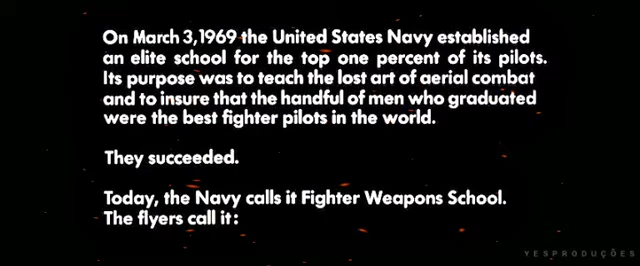 On March 3,1969 the United States Navy established
an elite school for the top one percent of its pilots.
Its purpose was to teach the lost art of aerial combat
and to insure that the handful of men who graduated
were the best fighter pilots in the world.
They succeeded.
Today, the Navy calls it Fighter Weapons School.
The flyers call it:
YESPRODUÇÕES